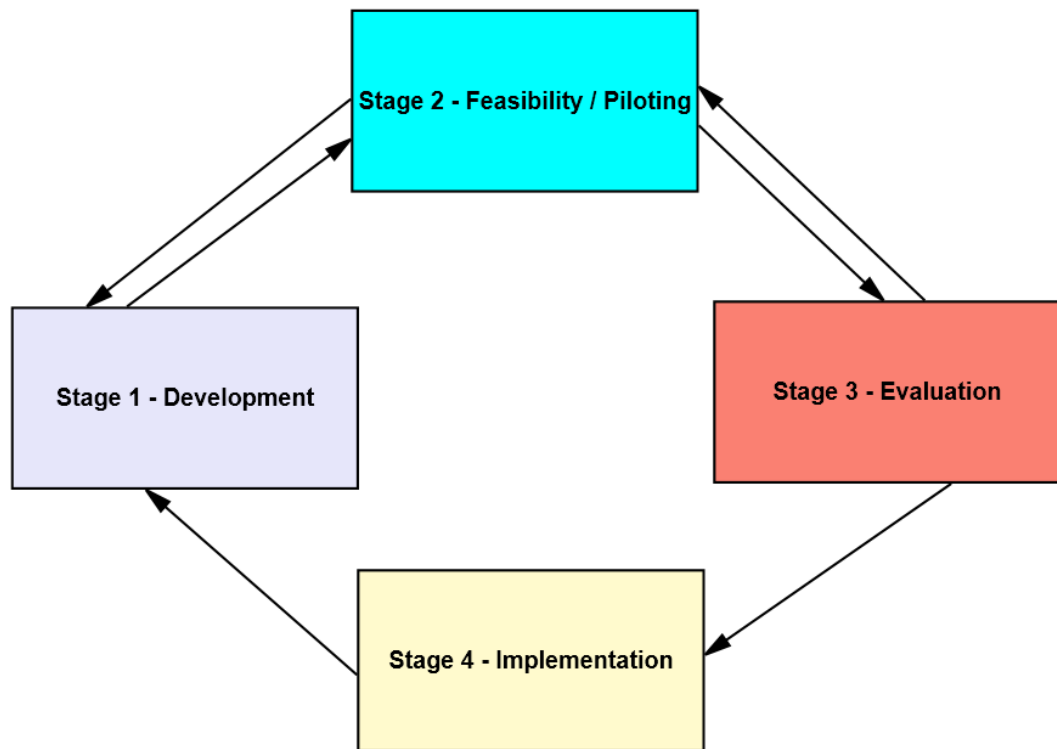 Stage 2 - Feasibility / Piloting
Stage 1 - Development
Stage 3 - Evaluation
Stage 4 - Implementation